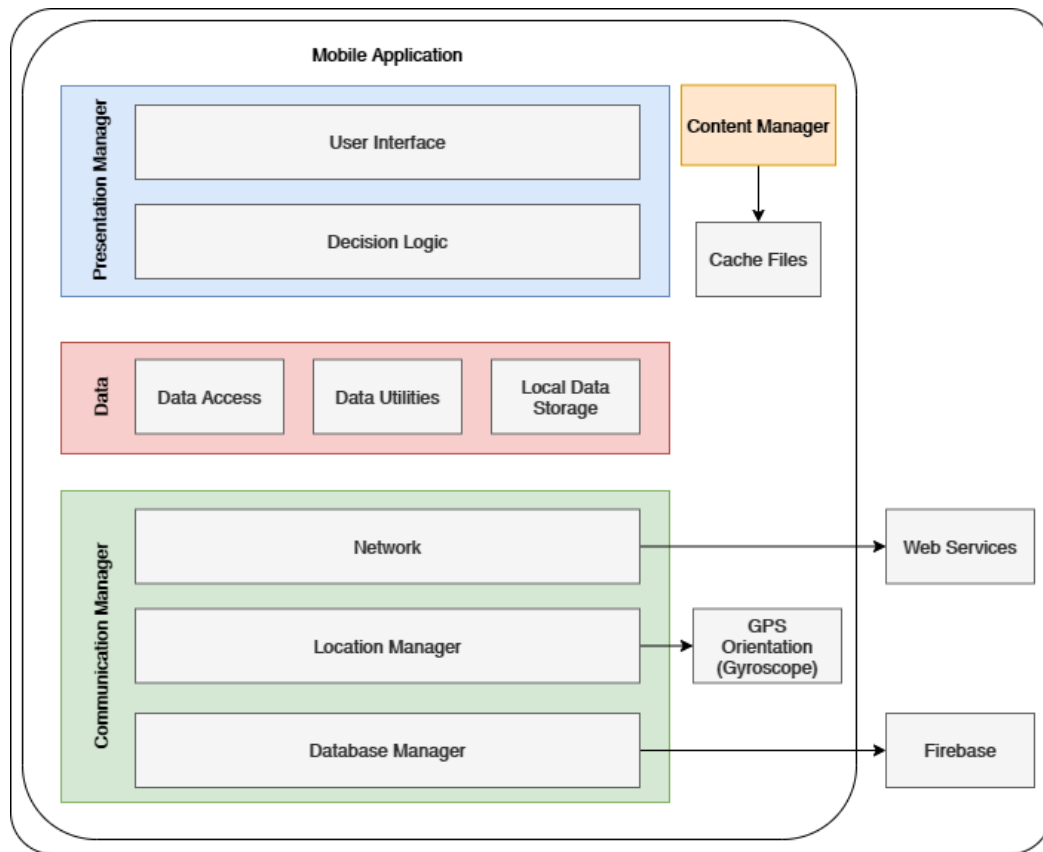 Mobile Application
Presentation Manager
User Interface
Decision Logic
Content Manager
Cache Files
Data
Data Access
Data Utilities
Local Data
Storage
Communication Manager
Network
Web Services
Location Manager
GPS
Orientation
(Gyroscope)
Database Manager
Firebase